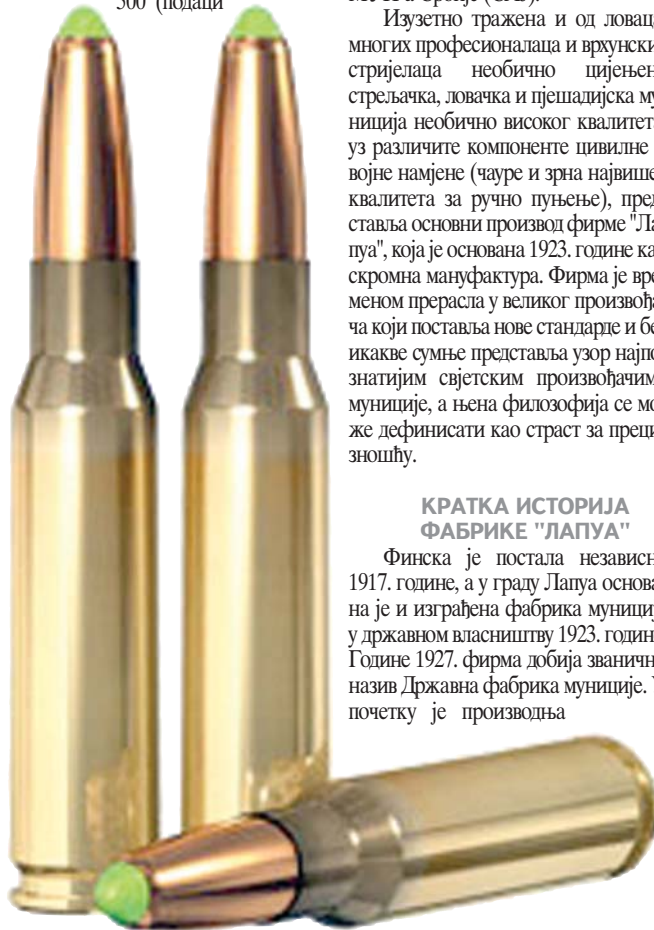 500 (подаци
Изузетно тражена и од ловаца
многих професионалаца и врхунски
стријелаца необично цијењен
стрељачка, ловачка и пјешадијска му
ниција необично високог квалитета
уз различите компоненте цивилне
војне намјене (чауре и зрна највише
квалитета за ручно пуњење), пред
ставља основни производ фирме "Ла
пуа", која је основана 1923. године ка
скромна мануфактура. Фирма је вре
меном прерасла у великог произвођа
ча који поставља нове стандарде и бе
икакве сумње представља узор најпо
знатијим свјетским произвођачим
муниције, а њена филозофија се мо
же дефинисати као страст за преци
зношћу.
КРАТКА ИСТОРИЈА
ФАБРИКЕ "ЛАПУА"
Финска је постала независн
1917. године, а у граду Лапуа основа
на је и изграђена фабрика муниције
у државном власништву 1923. годин
Године 1927. фирма добија званичн
назив Државна фабрика муниције.
почетку је производња